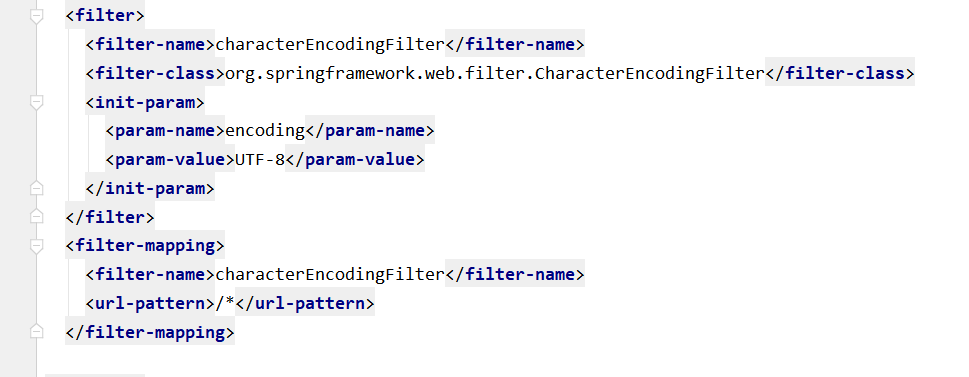 <filter>
<filter-name>characterEncodingFilter</filter-name>
<filter-class>org.springframework.web.filter.CharacterEncodingFilter</filter-class>
<init-param>
<param-name>encoding</param-name>
<param-value>UTF-8</param-value>
</init-param>
</filter>
<filter-mapping>
<filter-name>characterEncodingFilter</filter-name>
<url-pattern>/*</url-pattern>
</filter-mapping>